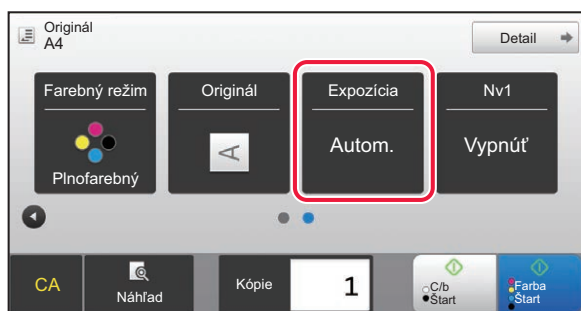 Originál
A4
Detail
Farebný režim
Originál
Expozícia
Nv1
A
Autom.
Vypnúť
Plnofarebný
CA
Náhľad
Kópie
1
C/b
Štart
Farba
Štart